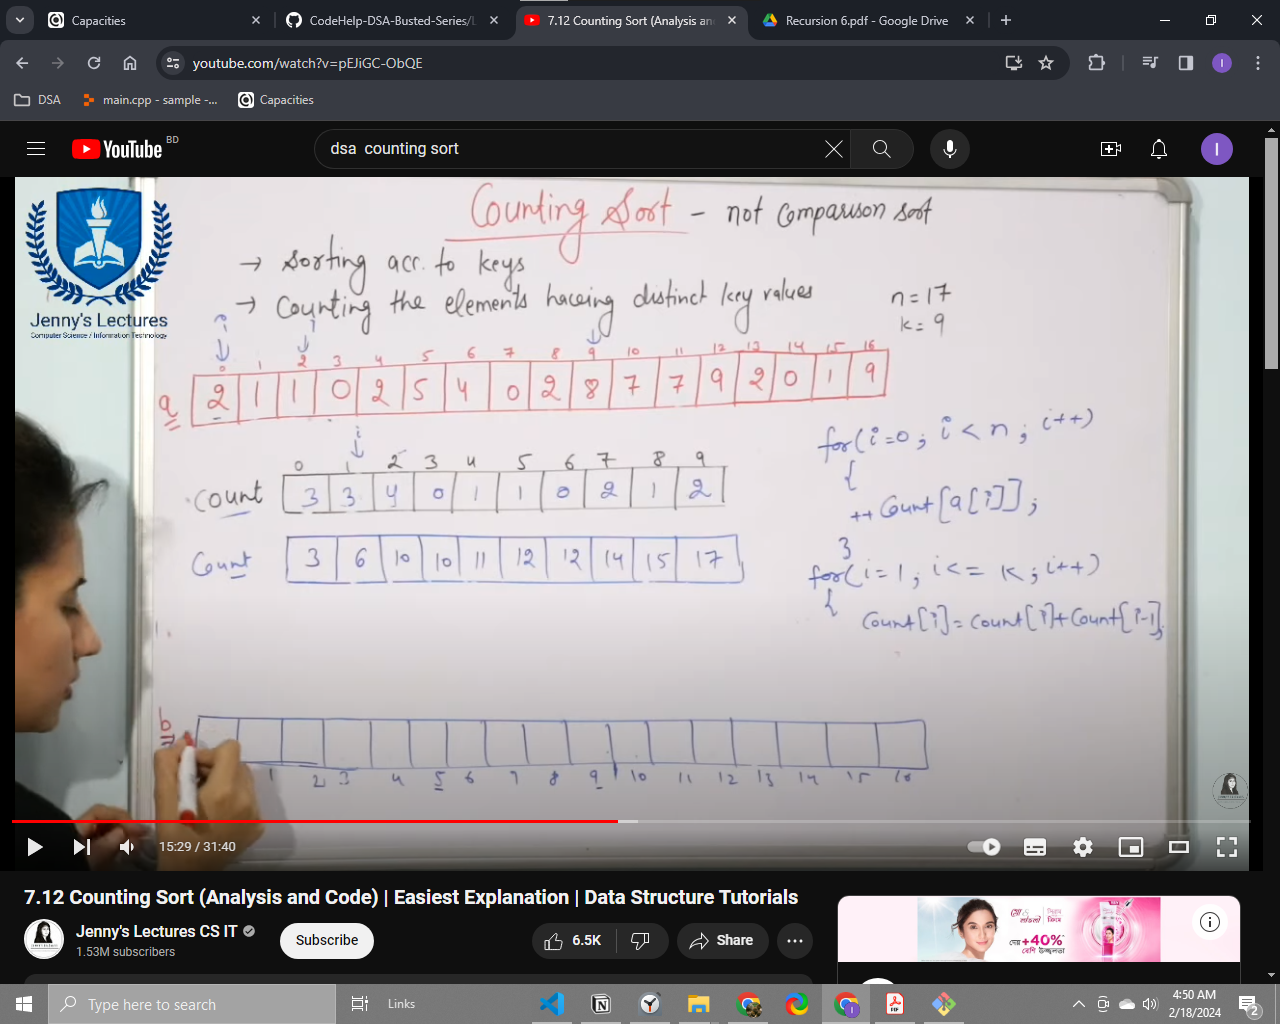 Capacities
CodeHelp-DSA-Busted-Series/L
7.12 Counting Sort (Analysis an
Recursion 6.pdf - Google Drive
youtube.com/watch?v=pEJiGC-ObQE
I
DSA
main.cpp - sample -...
Capacities
YouTube BD
dsa counting sort
I
Counting Sort - not comparison sort
→ Sorting acc. to keys
→ Counting the elements having distinct key values
n=17
k=9
Jenny's Lectures
Computer Science / Information Technology
i
0 1 2 3 4 5 6 7 8 9 10 11 12 13 14 15 16
a 2 1 1 0 2 5 4 0 2 8 7 7 9 2 0 1 9
i
0 1 2 3 4 5 6 7 8 9
Count 3 3 4 0 1 1 0 2 1 2
Count 3 6 10 10 11 12 12 14 15 17
for(i=0; i<n; i++)
{
++Count[a[i]];
}
for(i=1; i<=k; i++)
{
Count[i]=Count[i]+Count[i-1];
b
1 2 3 4 5 6 7 8 9 10 11 12 13 14 15 16
15:29 / 31:40
7.12 Counting Sort (Analysis and Code) | Easiest Explanation | Data Structure Tutorials
Jenny's Lectures CS IT
1.53M subscribers
Subscribe
6.5K
Share
+40%
Type here to search
Links
4:50 AM
2/18/2024
2